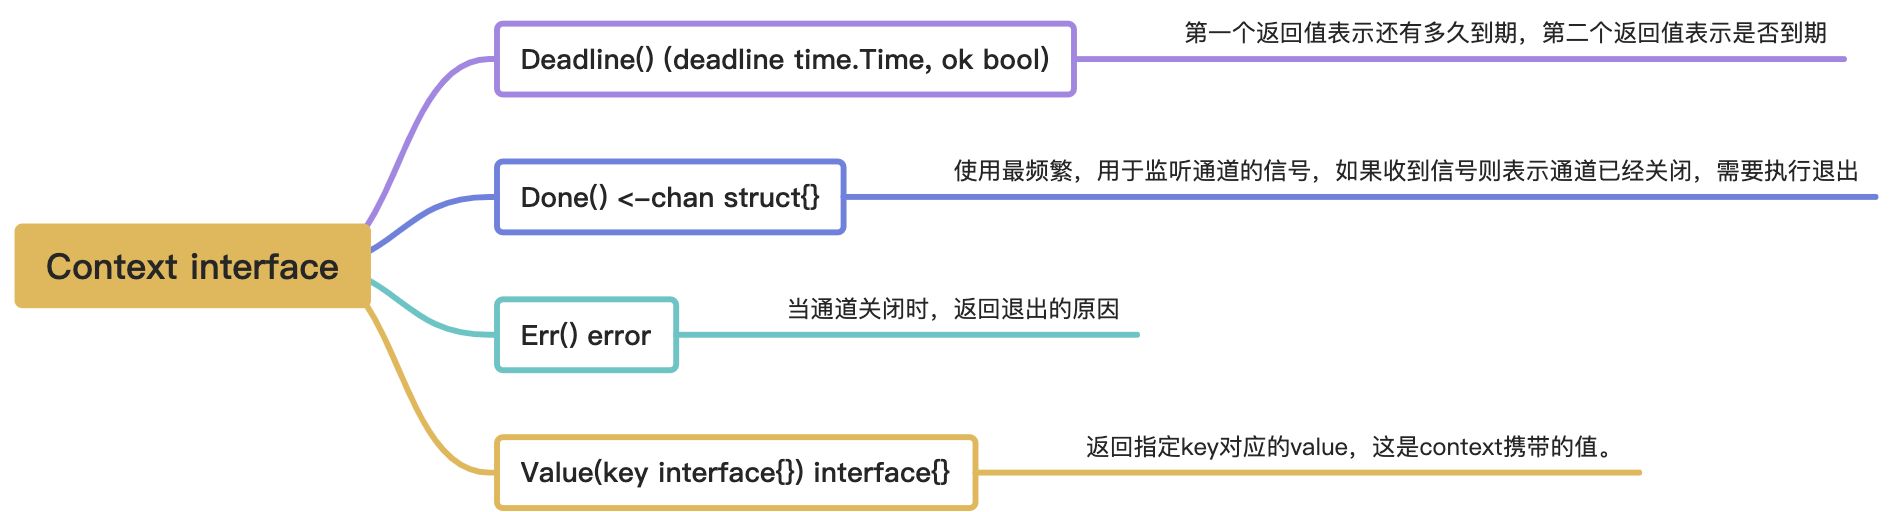 Context interface
Deadline() (deadline time.Time, ok bool)
第一个返回值表示还有多久到期，第二个返回值表示是否到期
Done() <-chan struct{}
使用最频繁，用于监听通道的信号，如果收到信号则表示通道已经关闭，需要执行退出
Err() error
当通道关闭时，返回退出的原因
Value(key interface{}) interface{}
返回指定key对应的value，这是context携带的值。